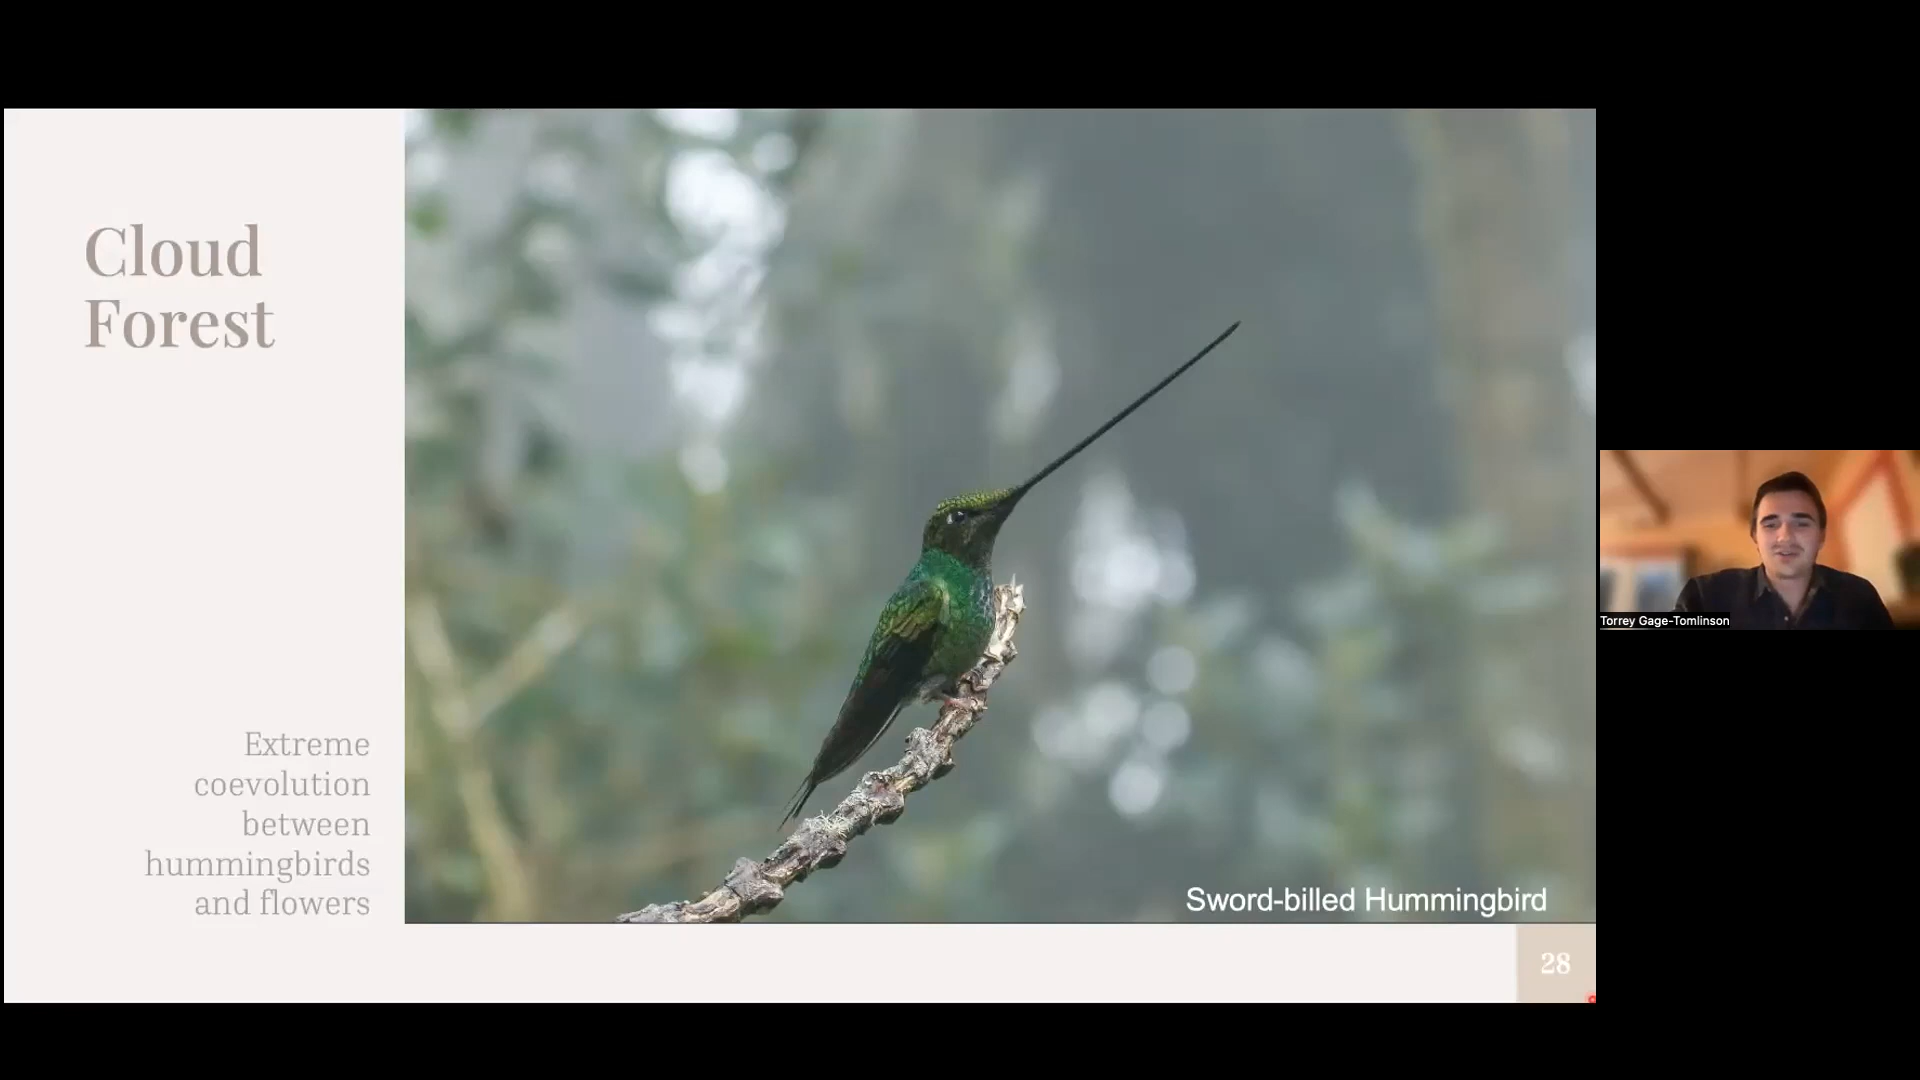 Cloud
Forest
Extreme
coevolution
between
hummingbirds
and flowers
Sword-billed Hummingbird
28
Torrey Gage-Tomlinson